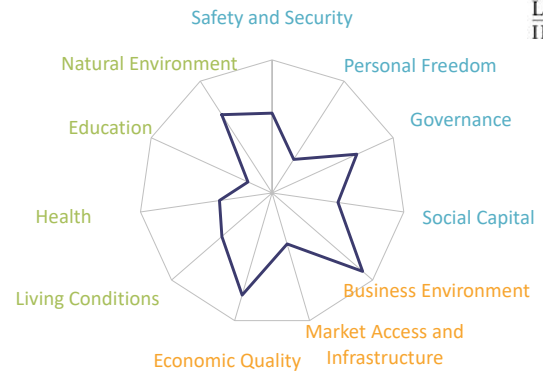 Safety and Security
Personal Freedom
Governance
Social Capital
Business Environment
Market Access and
Infrastructure
Economic Quality
Living Conditions
Health
Education
Natural Environment